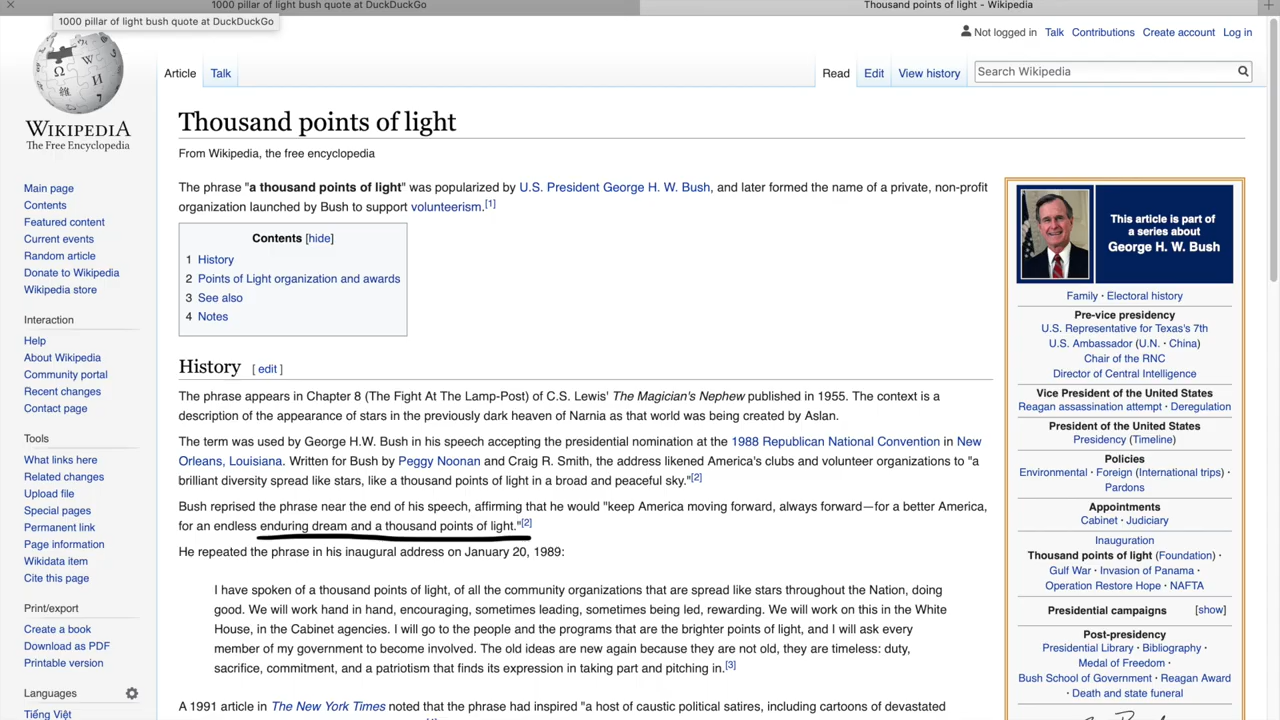 1000 pillar of light bush quote at DuckDuckGo
Thousand points of light - Wikipedia
1000 pillar of light bush quote at DuckDuckGo
Not logged in Talk Contributions Create account Log in
Article Talk
Read Edit View history
Search Wikipedia
WIKIPEDIA
The Free Encyclopedia
Main page
Contents
Featured content
Current events
Random article
Donate to Wikipedia
Wikipedia store
Interaction
Help
About Wikipedia
Community portal
Recent changes
Contact page
Tools
What links here
Related changes
Upload file
Special pages
Permanent link
Page information
Wikidata item
Cite this page
Print/export
Create a book
Download as PDF
Printable version
Languages
Tiếng Việt
Thousand points of light
From Wikipedia, the free encyclopedia
The phrase "a thousand points of light" was popularized by U.S. President George H. W. Bush, and later formed the name of a private, non-profit
organization launched by Bush to support volunteerism.[1]
Contents [hide]
1 History
2 Points of Light organization and awards
3 See also
4 Notes
History [ edit ]
The phrase appears in Chapter 8 (The Fight At The Lamp-Post) of C.S. Lewis' The Magician's Nephew published in 1955. The context is a
description of the appearance of stars in the previously dark heaven of Narnia as that world was being created by Aslan.
The term was used by George H.W. Bush in his speech accepting the presidential nomination at the 1988 Republican National Convention in New
Orleans, Louisiana. Written for Bush by Peggy Noonan and Craig R. Smith, the address likened America's clubs and volunteer organizations to "a
brilliant diversity spread like stars, like a thousand points of light in a broad and peaceful sky."[2]
Bush reprised the phrase near the end of his speech, affirming that he would "keep America moving forward, always forward—for a better America,
for an endless enduring dream and a thousand points of light."[2]
He repeated the phrase in his inaugural address on January 20, 1989:
I have spoken of a thousand points of light, of all the community organizations that are spread like stars throughout the Nation, doing
good. We will work hand in hand, encouraging, sometimes leading, sometimes being led, rewarding. We will work on this in the White
House, in the Cabinet agencies. I will go to the people and the programs that are the brighter points of light, and I will ask every
member of my government to become involved. The old ideas are new again because they are not old, they are timeless: duty,
sacrifice, commitment, and a patriotism that finds its expression in taking part and pitching in.[3]
A 1991 article in The New York Times noted that the phrase had inspired "a host of caustic political satires, including cartoons of devastated
This article is part of
a series about
George H. W. Bush
Family · Electoral history
Pre-vice presidency
U.S. Representative for Texas's 7th
U.S. Ambassador (U.N. · China)
Chair of the RNC
Director of Central Intelligence
Vice President of the United States
Reagan assassination attempt · Deregulation
President of the United States
Presidency (Timeline)
Policies
Environmental · Foreign (International trips) ·
Pardons
Appointments
Cabinet · Judiciary
Inauguration
Thousand points of light (Foundation) ·
Gulf War · Invasion of Panama ·
Operation Restore Hope · NAFTA
Presidential campaigns [show]
Post-presidency
Presidential Library · Bibliography ·
Medal of Freedom ·
Bush School of Government · Reagan Award
· Death and state funeral